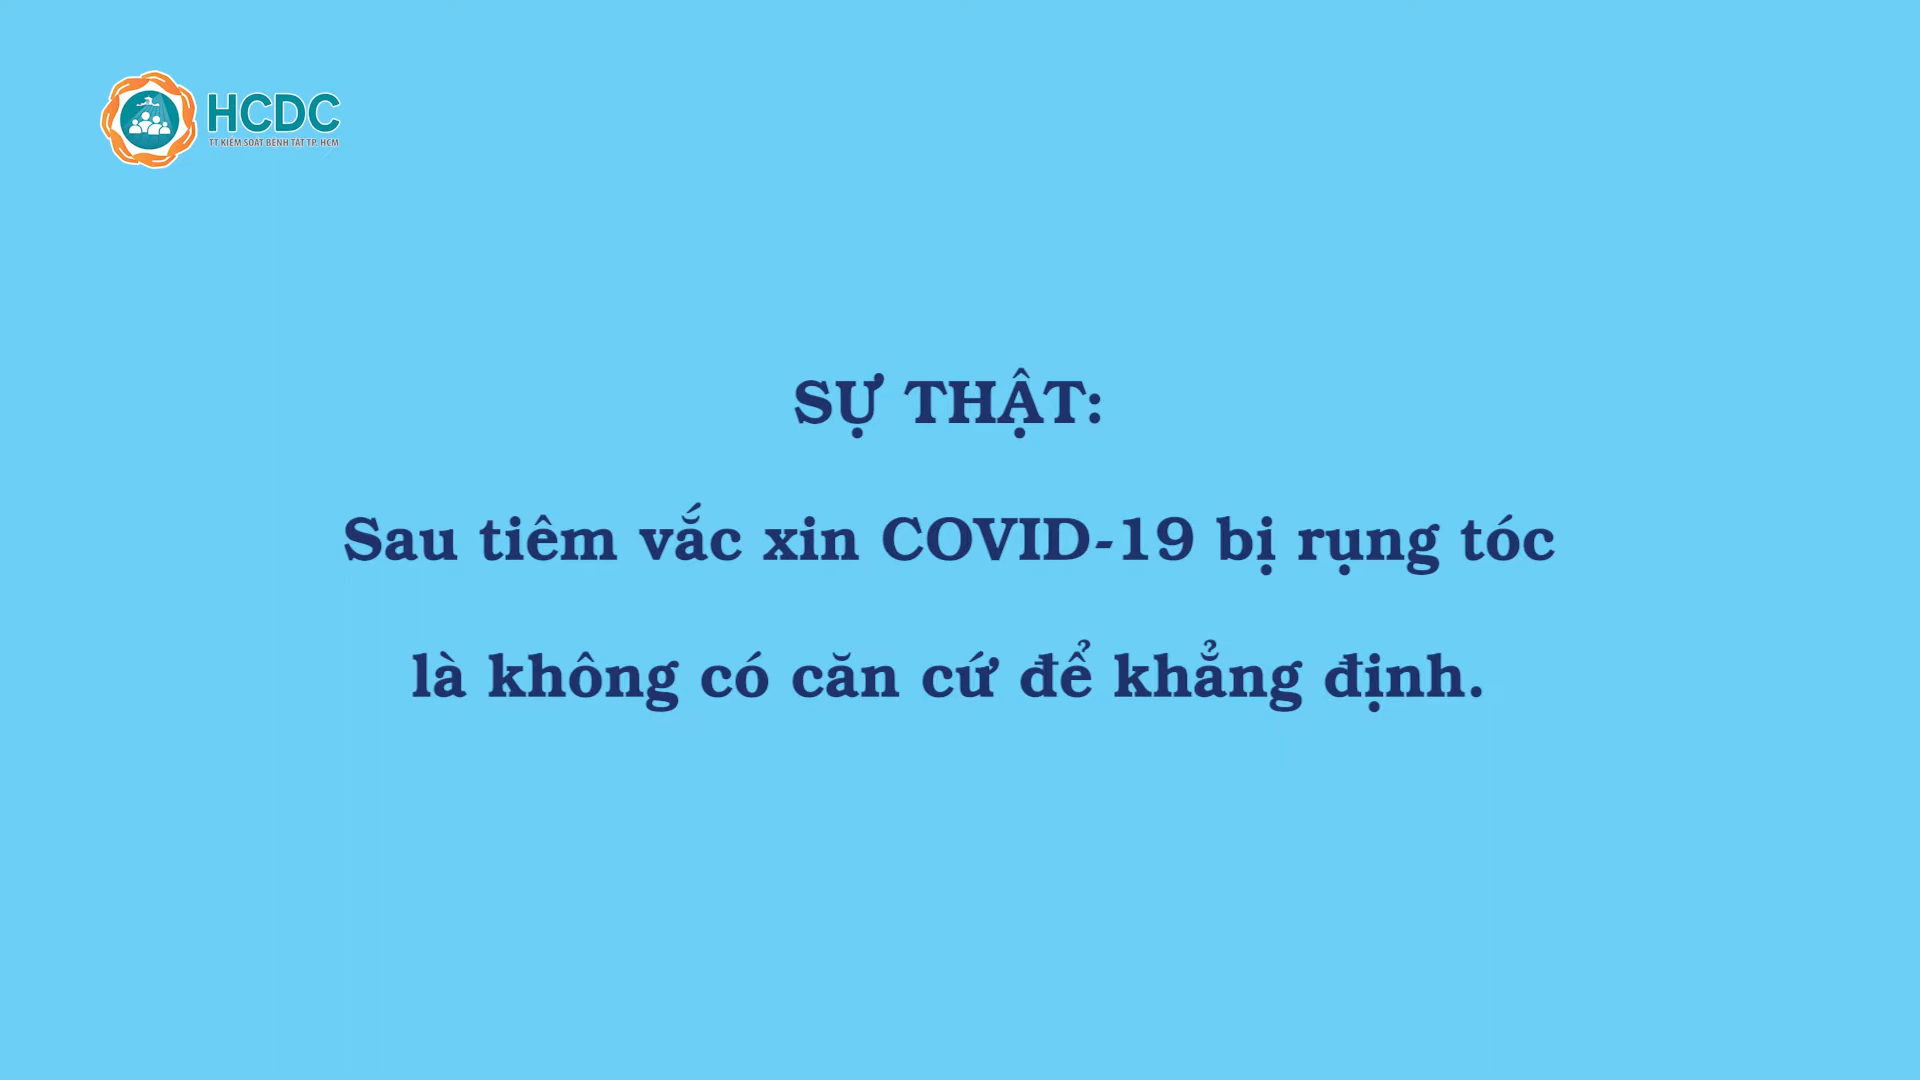 HCDC
TT KIỂM SOÁT BỆNH TẬT TP. HCM
SỰ THẬT:
Sau tiêm vắc xin COVID-19 bị rụng tóc
là không có căn cứ để khẳng định.